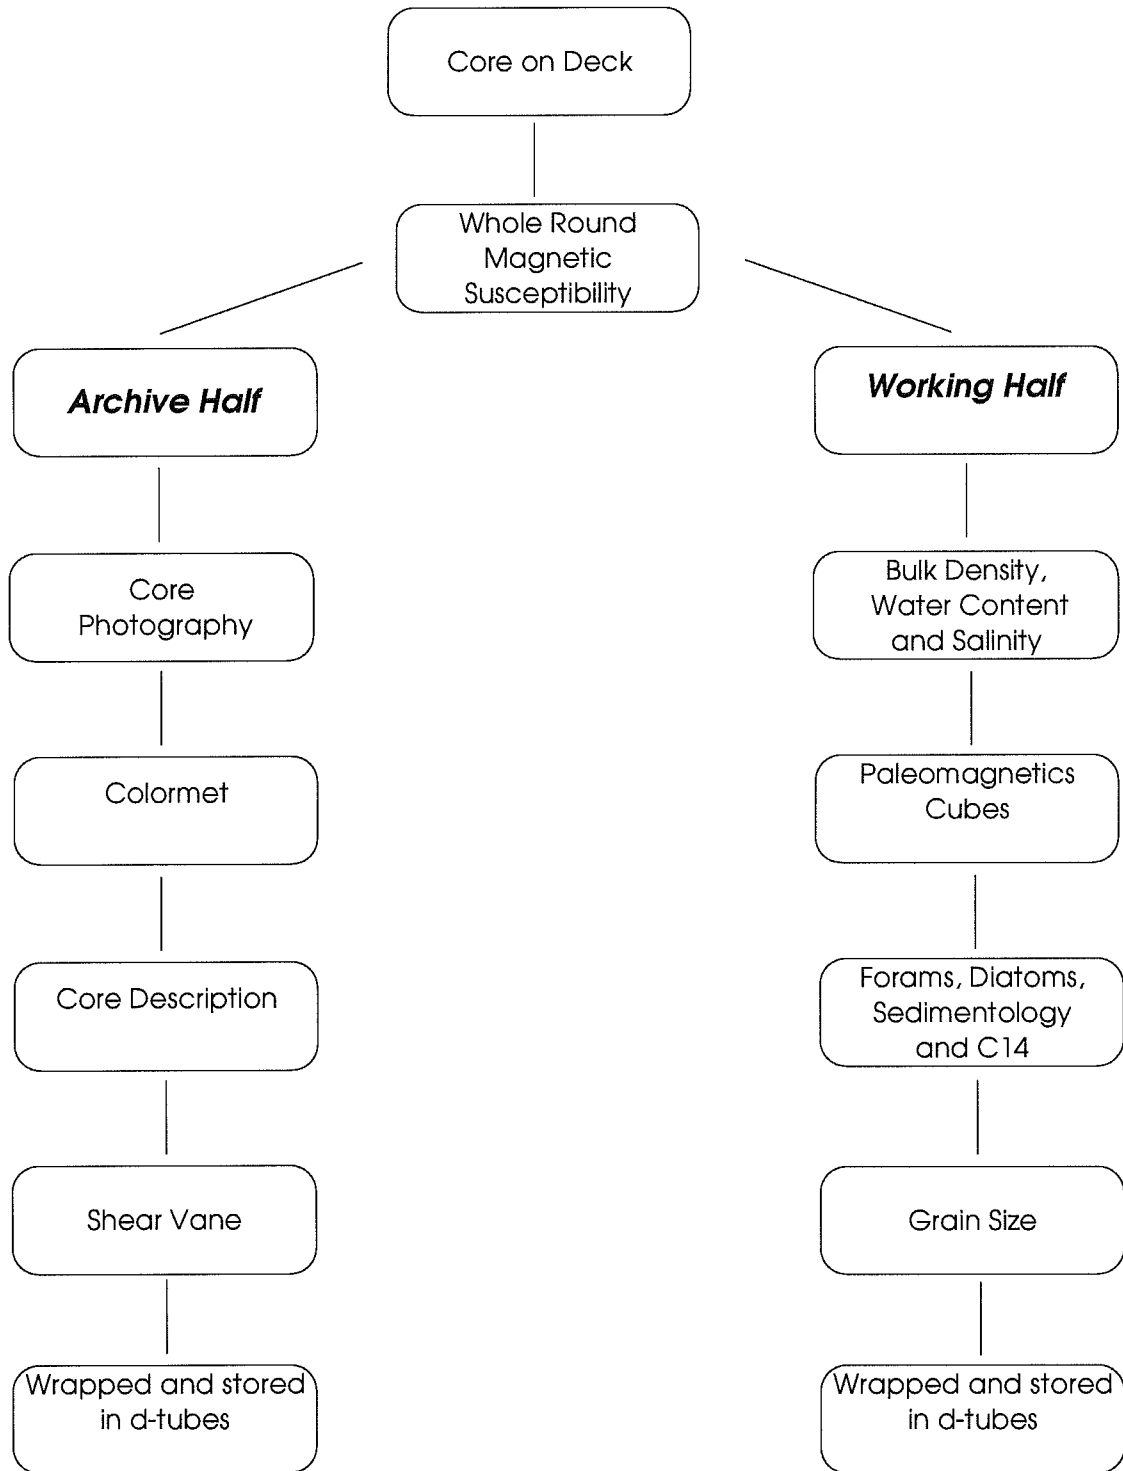 Core on Deck
Whole Round
Magnetic
Susceptibility
Archive Half
Working Half
Core
Photography
Bulk Density,
Water Content
and Salinity
Colormet
Paleomagnetics
Cubes
Core Description
Forams, Diatoms,
Sedimentology
and C14
Shear Vane
Grain Size
Wrapped and stored
in d-tubes
Wrapped and stored
in d-tubes